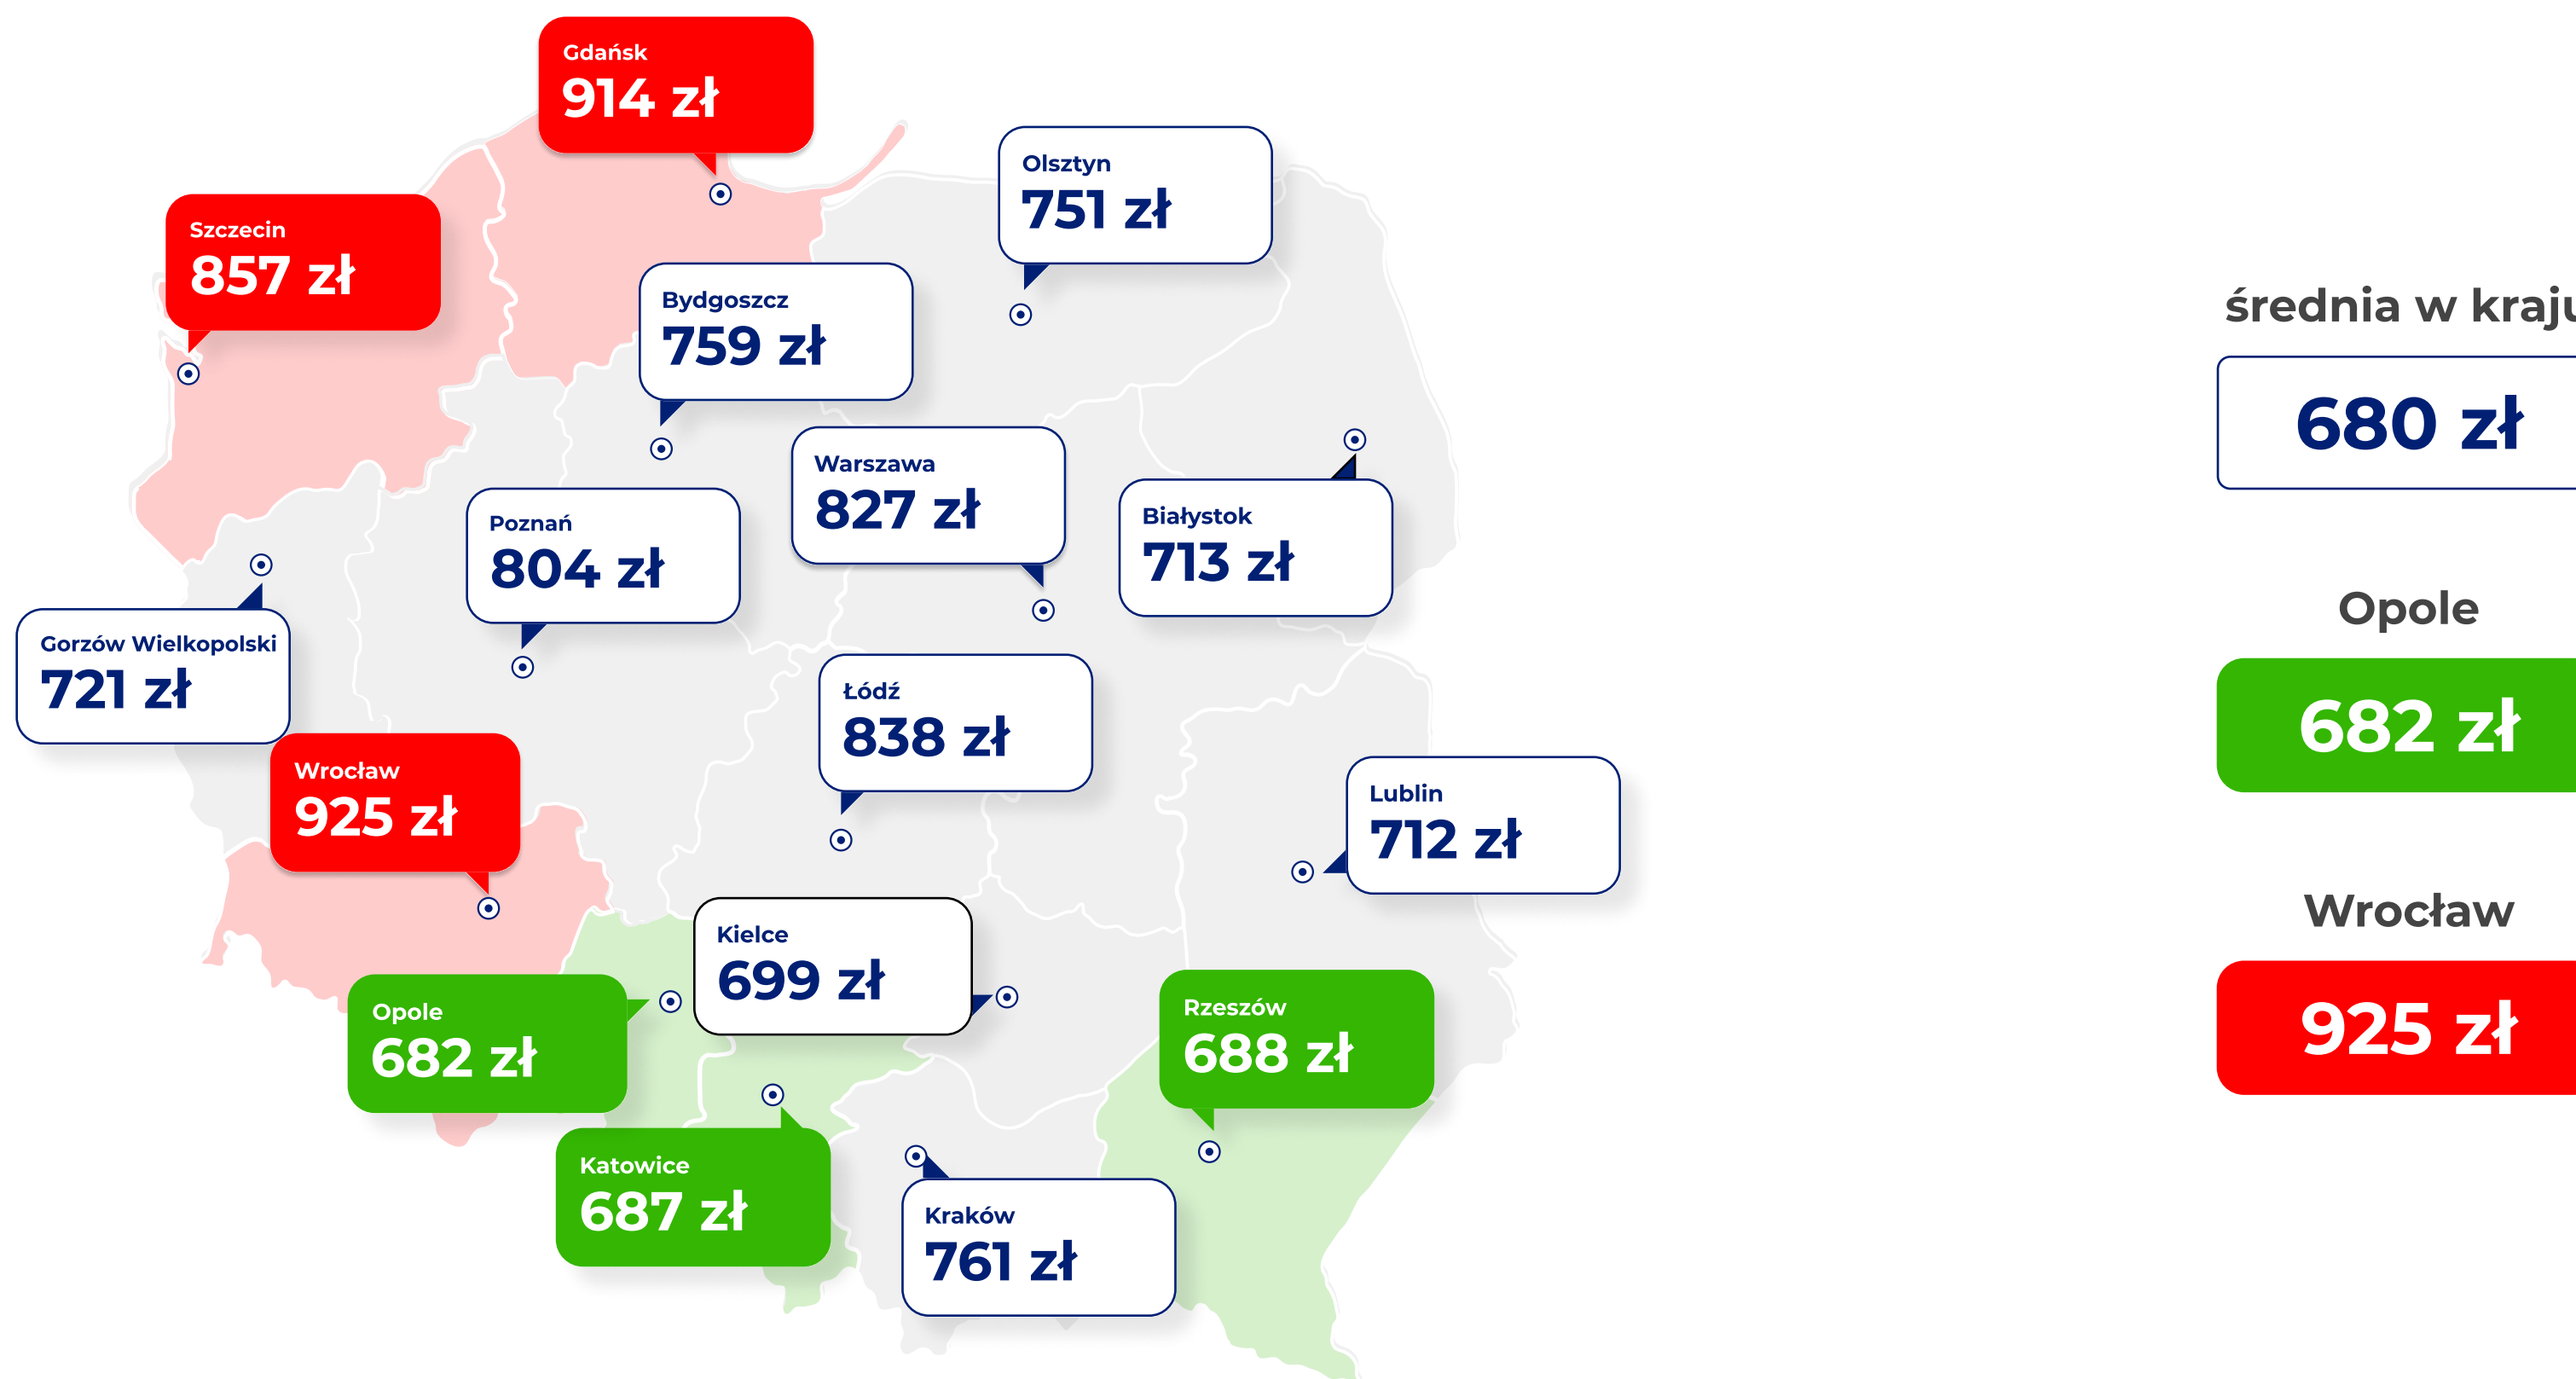 Gdańsk
914 zł
Olsztyn
751 zł
Szczecin
857 zł
Bydgoszcz
759 zł
Warszawa
827 zł
Białystok
713 zł
Poznań
804 zł
Gorzów Wielkopolski
721 zł
Łódź
838 zł
Wrocław
925 zł
Lublin
712 zł
Kielce
699 zł
Opole
682 zł
Rzeszów
688 zł
Katowice
687 zł
Kraków
761 zł
średnia w kraju
680 zł
Opole
682 zł
Wrocław
925 zł